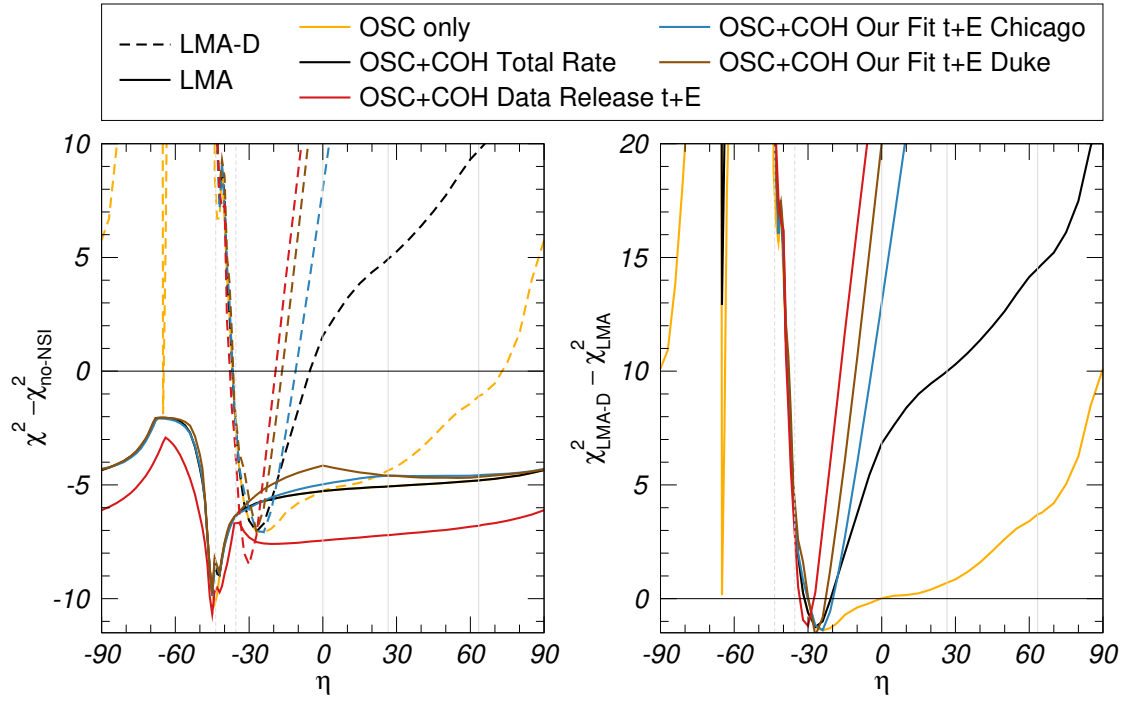 LMA-D
LMA
OSC only
OSC+COH Total Rate
OSC+COH Data Release t+E
OSC+COH Our Fit t+E Chicago
OSC+COH Our Fit t+E Duke
10
5
0
-5
-10
-90 -60 -30 0 30 60 90
η
χ² − χ²no-NSI
20
15
10
5
0
-90 -60 -30 0 30 60 90
η
χ²LMA-D − χ²LMA